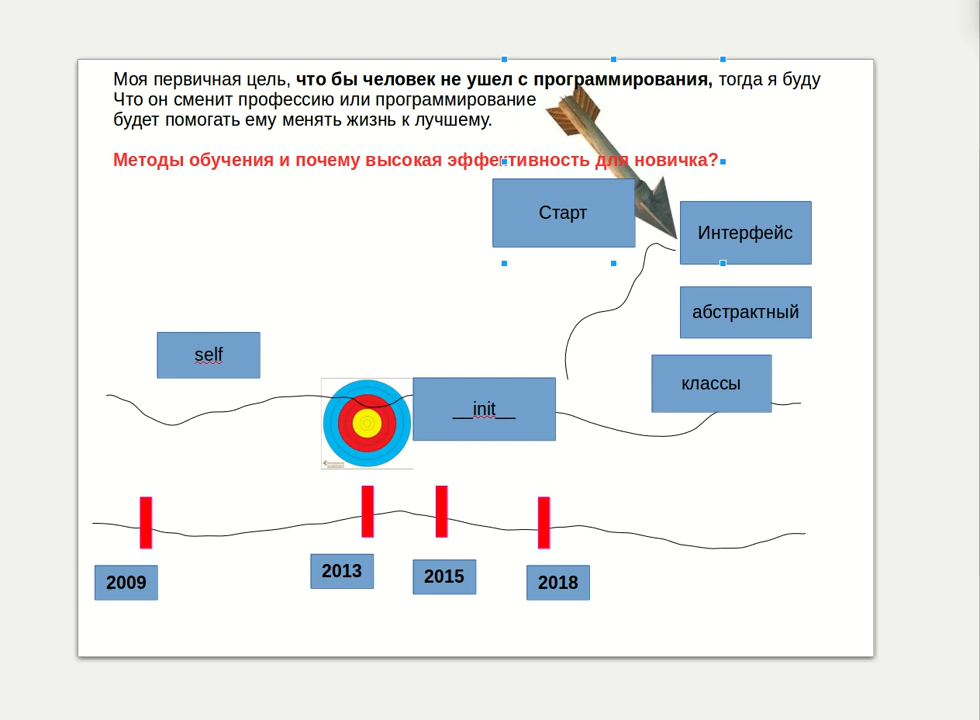 Моя первичная цель, что бы человек не ушел с программирования, тогда я буду
Что он сменит профессию или программирование
будет помогать ему менять жизнь к лучшему.
Методы обучения и почему высокая эффективность для новичка?
Старт
Интерфейс
абстрактный
self
классы
__init__
2009
2013
2015
2018